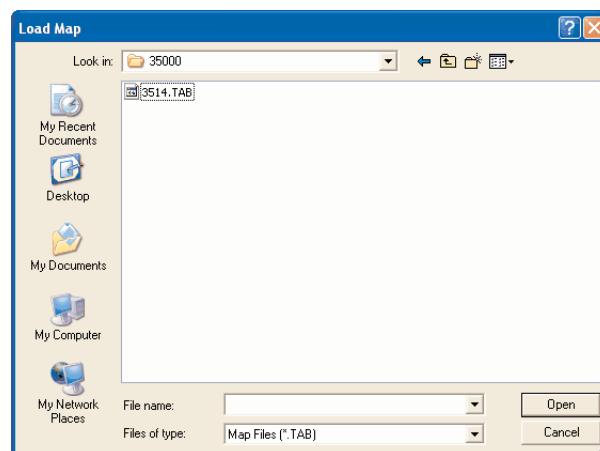 Load Map
Look in:
35000
3514.TAB
My Recent
Documents
Desktop
My Documents
My Computer
My Network
Places
File name:
Open
Files of type:
Map Files (*.TAB)
Cancel